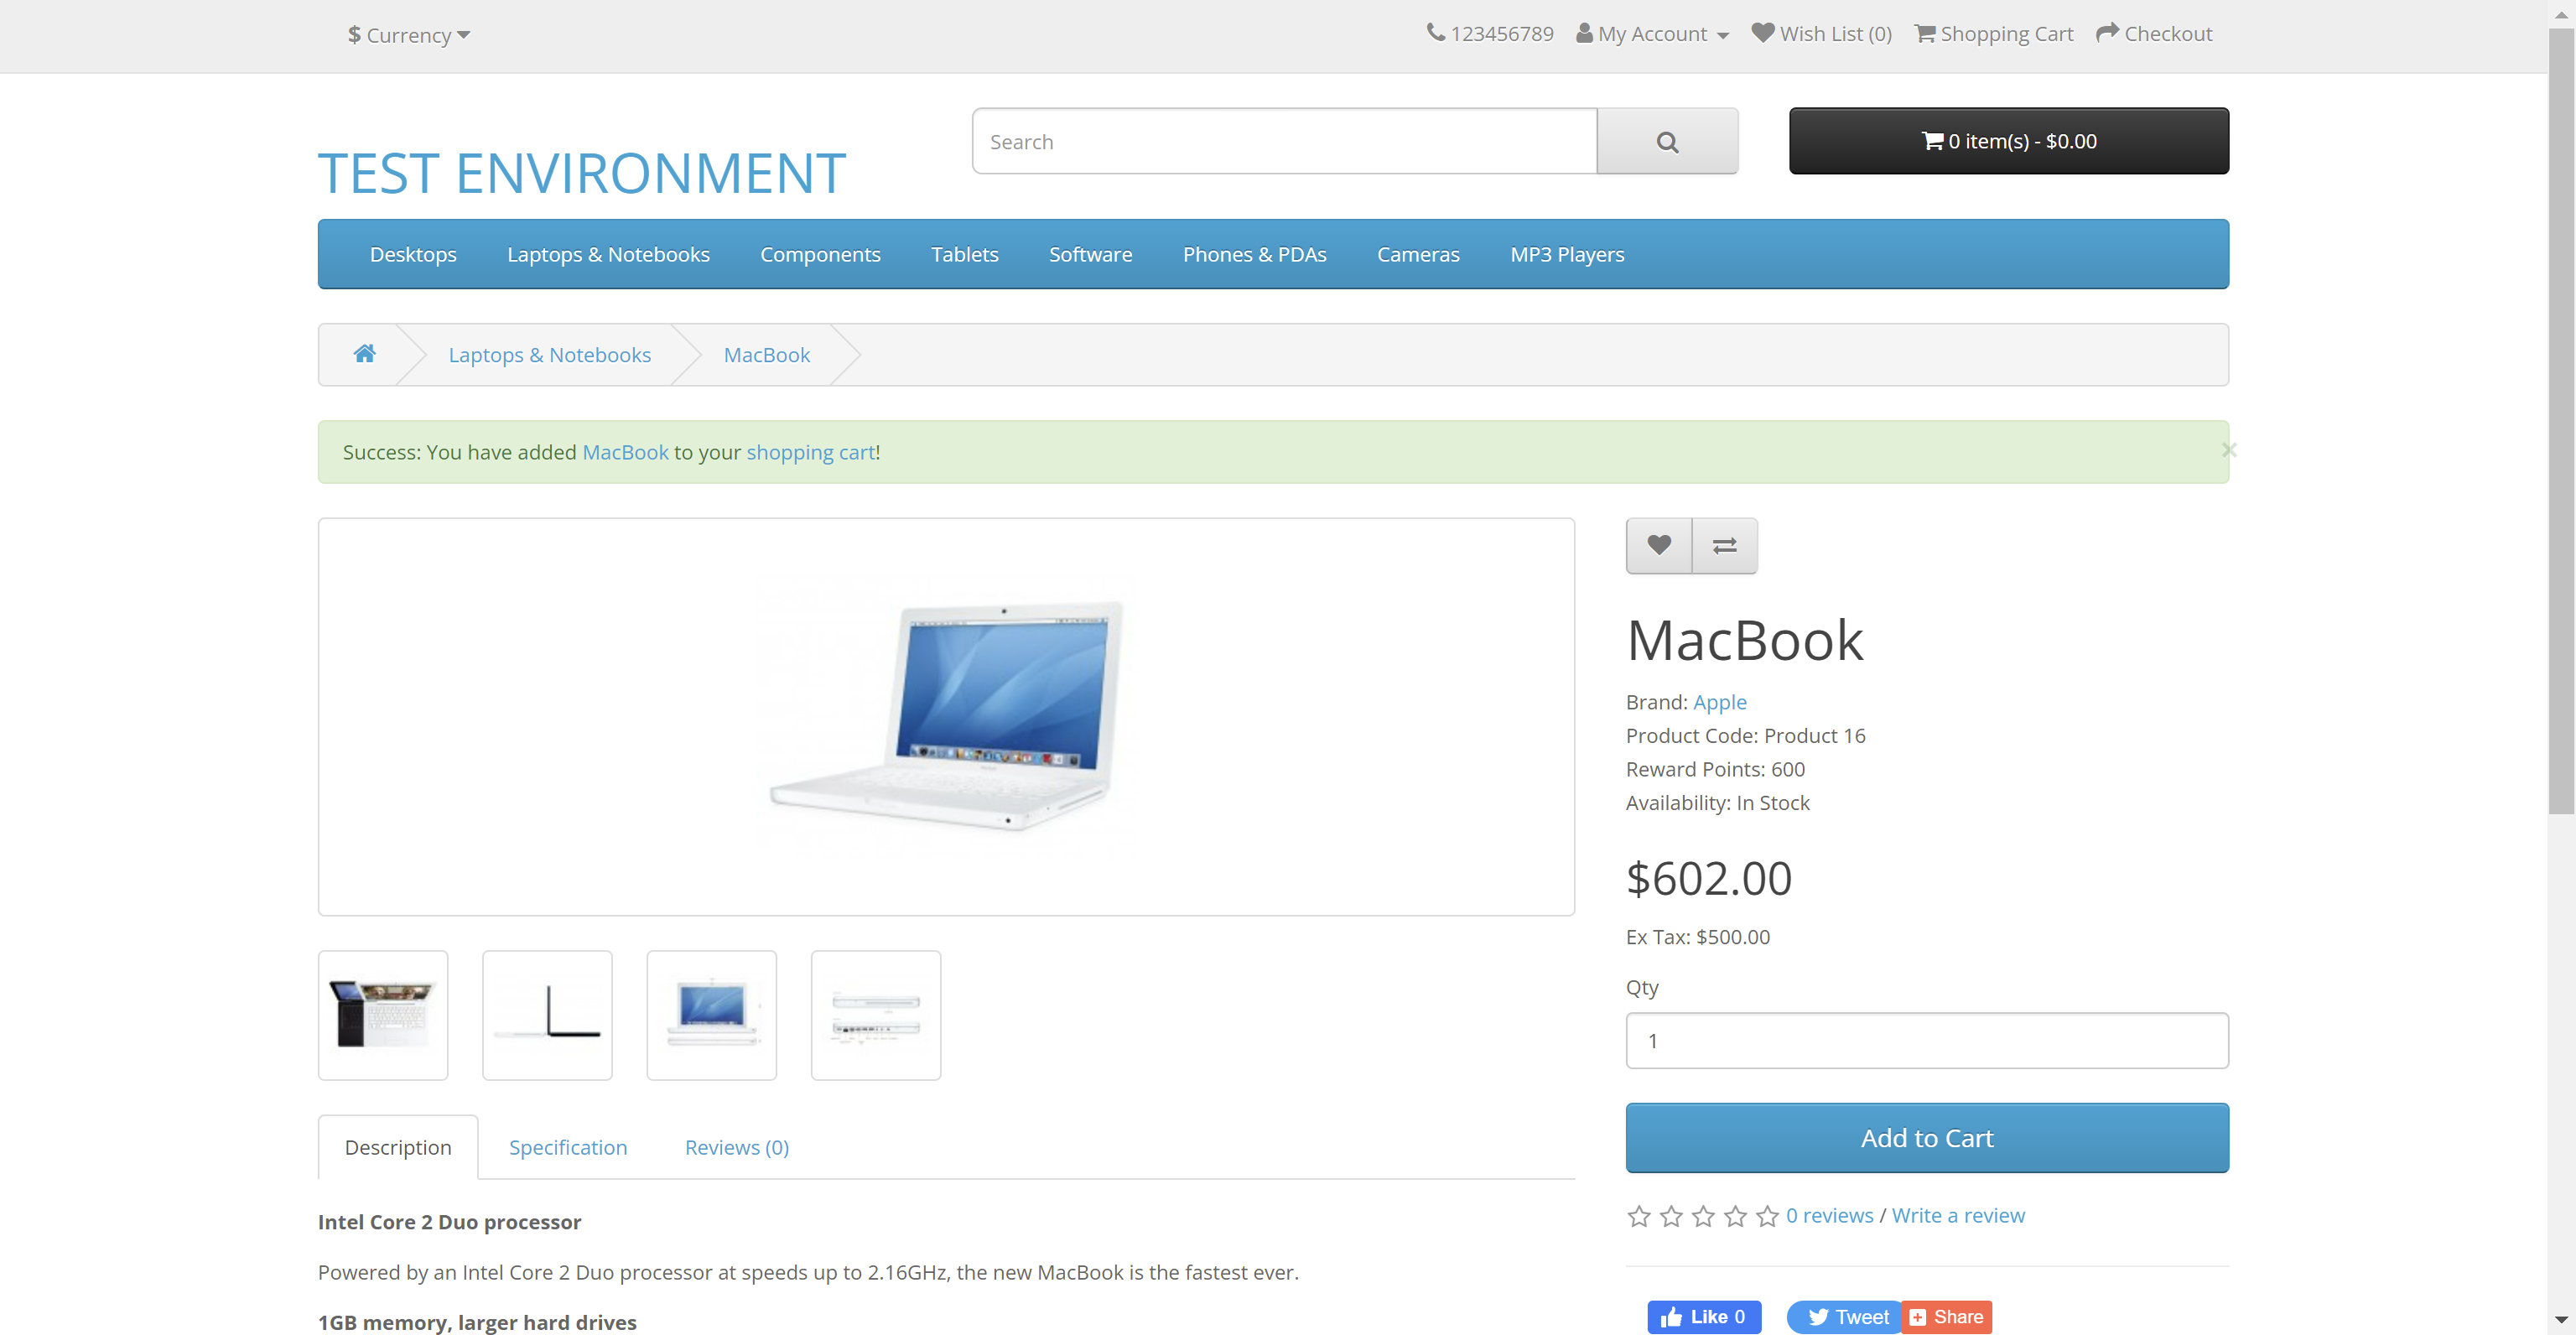 $ Currency
123456789 My Account Wish List (0) Shopping Cart Checkout
TEST ENVIRONMENT
Search
0 item(s) - $0.00
Desktops Laptops & Notebooks Components Tablets Software Phones & PDAs Cameras MP3 Players
Laptops & Notebooks MacBook
Success: You have added MacBook to your shopping cart!
×
MacBook
Brand: Apple
Product Code: Product 16
Reward Points: 600
Availability: In Stock
$602.00
Ex Tax: $500.00
Qty
1
Add to Cart
0 reviews / Write a review
Like 0
Tweet
Share
Description Specification Reviews (0)
Intel Core 2 Duo processor
Powered by an Intel Core 2 Duo processor at speeds up to 2.16GHz, the new MacBook is the fastest ever.
1GB memory, larger hard drives